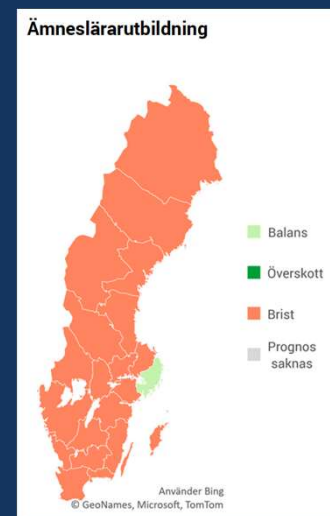 Ämneslärarutbildning
Balans
Överskott
Brist
Prognos
saknas
Använder Bing
© GeoNames, Microsoft, TomTom